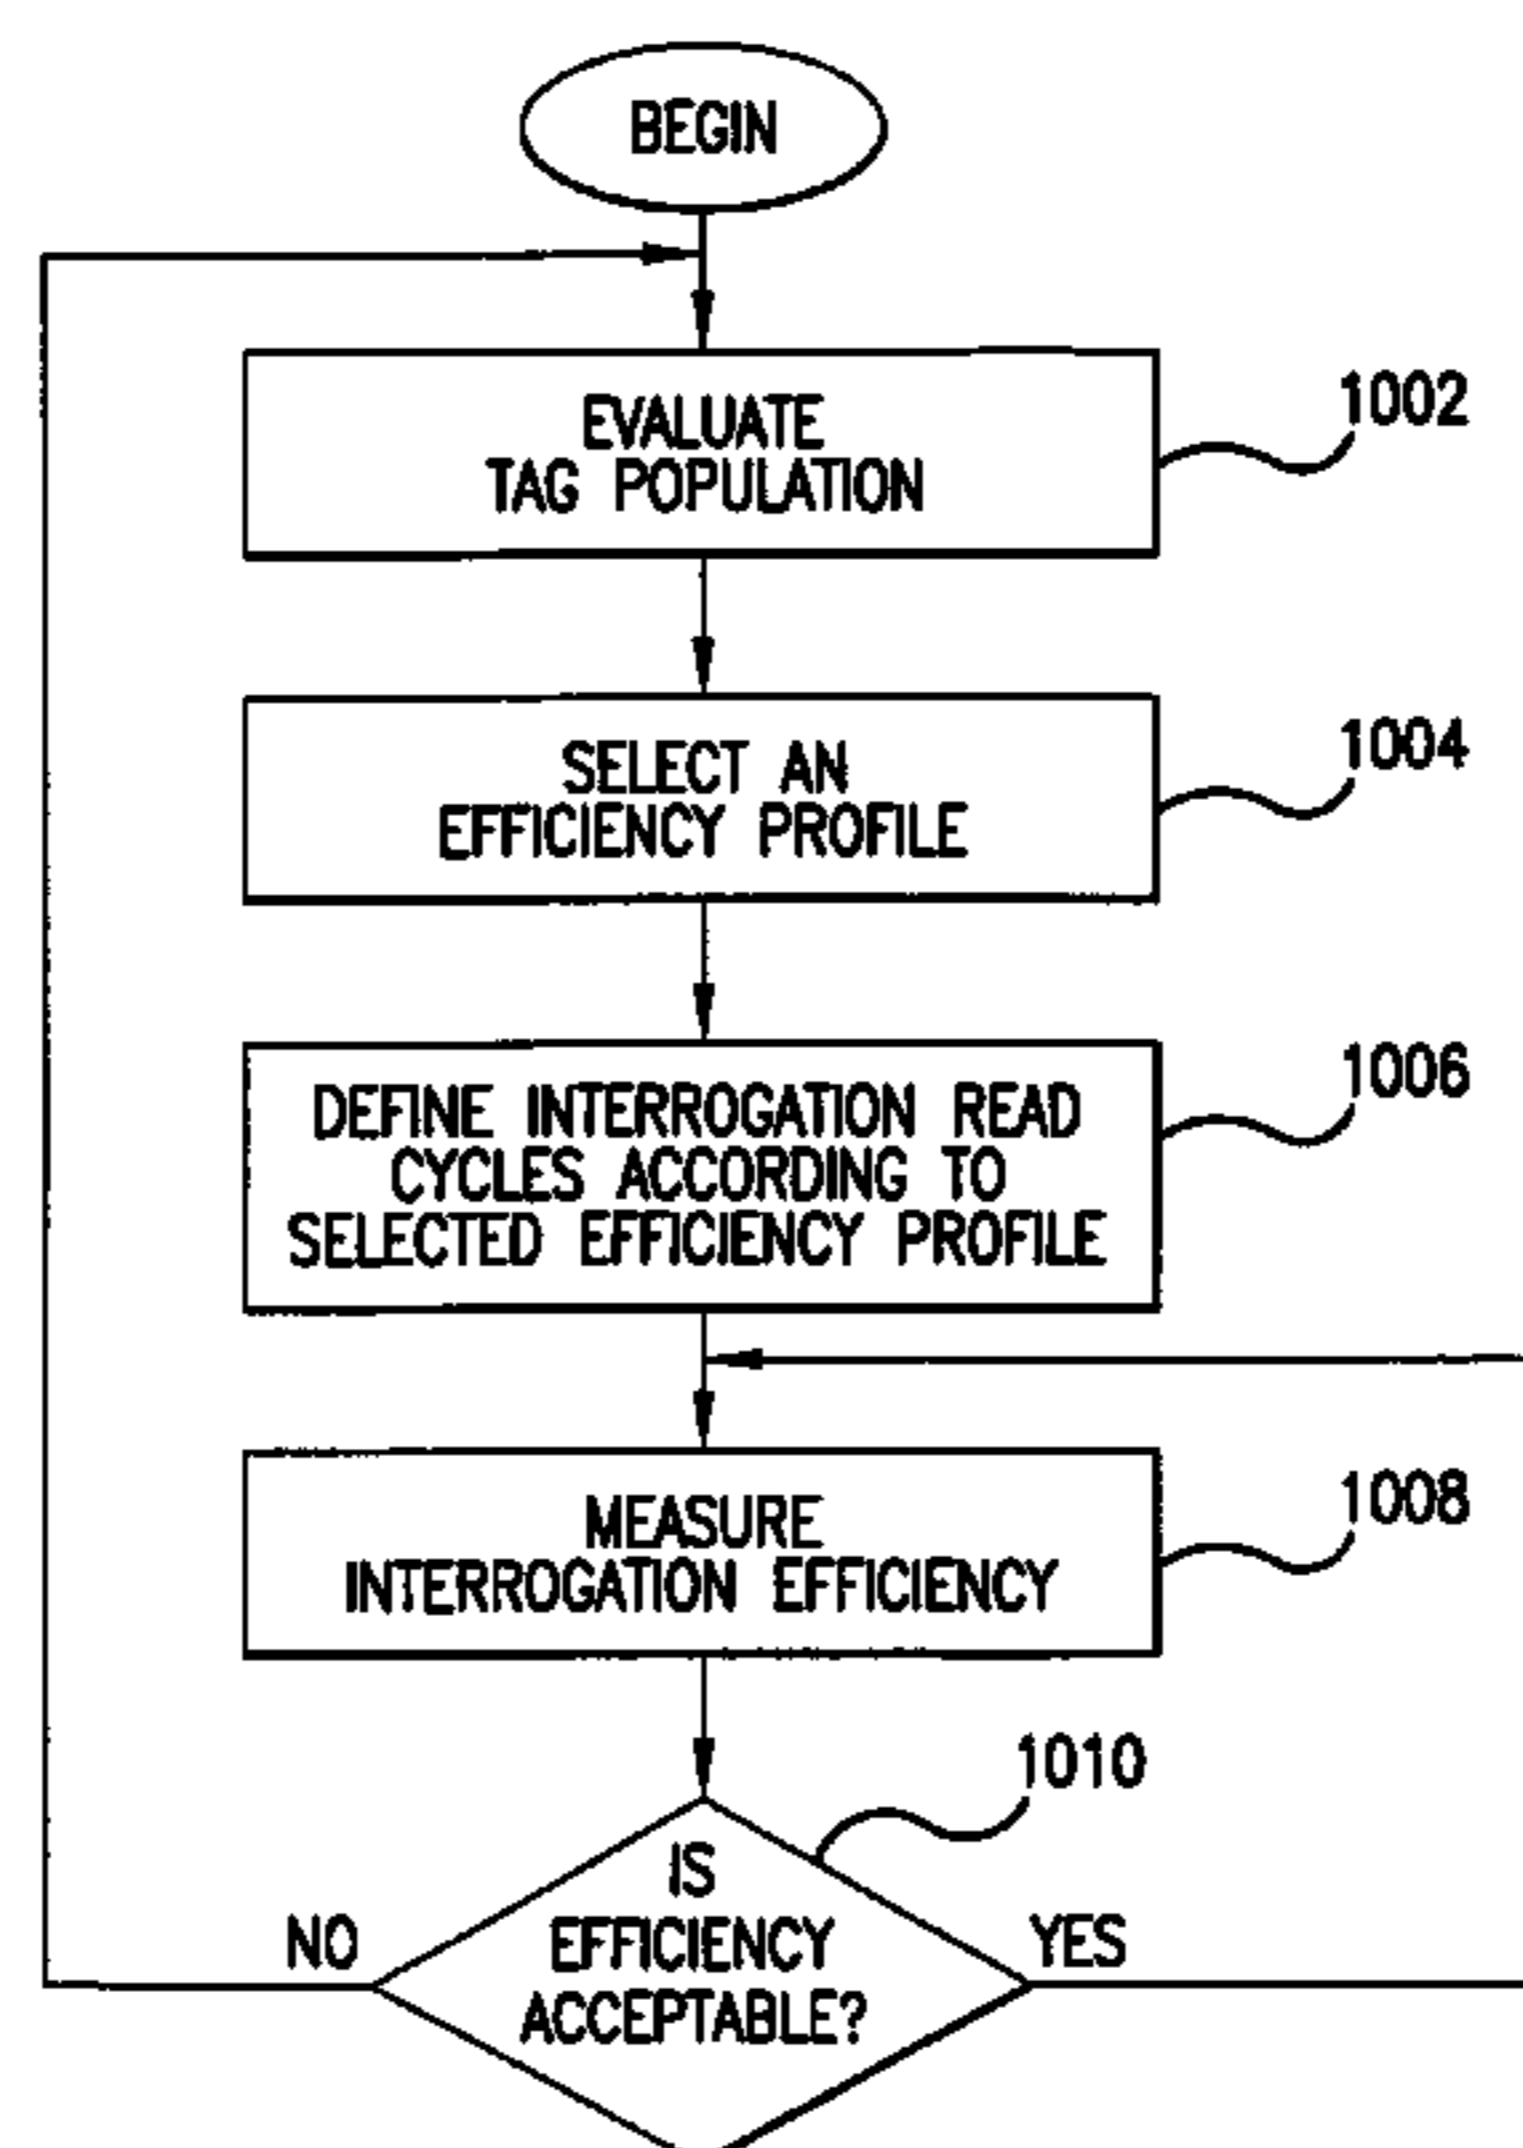 BEGIN
EVALUATE
TAG POPULATION
1002
SELECT AN
EFFICIENCY PROFILE
1004
DEFINE INTERROGATION READ
CYCLES ACCORDING TO
SELECTED EFFICIENCY PROFILE
1006
MEASURE
INTERROGATION EFFICIENCY
1008
1010
IS
EFFICIENCY
ACCEPTABLE?
NO
YES